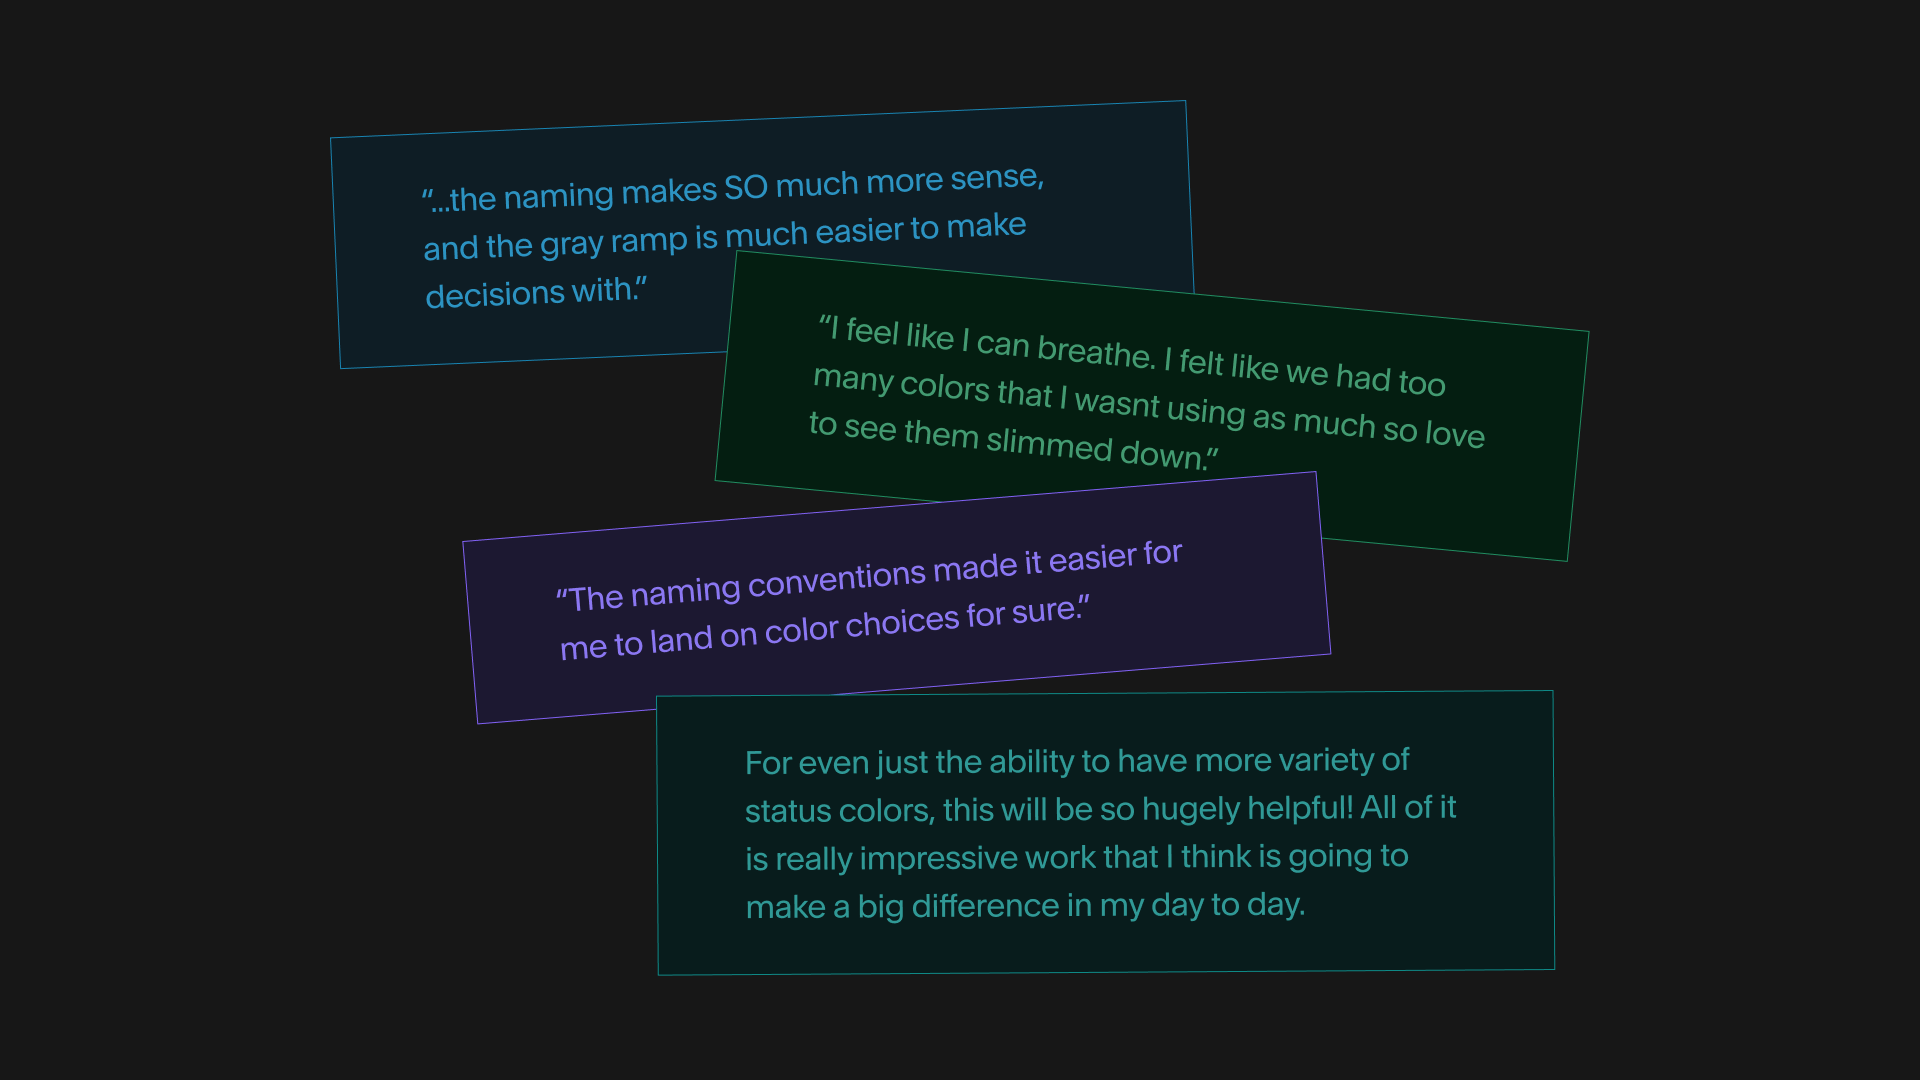 “...the naming makes SO much more sense,
and the gray ramp is much easier to make
decisions with.”
“I feel like I can breathe. I felt like we had too
many colors that I wasnt using as much so love
to see them slimmed down.”
“The naming conventions made it easier for
me to land on color choices for sure.”
For even just the ability to have more variety of
status colors, this will be so hugely helpful! All of it
is really impressive work that I think is going to
make a big difference in my day to day.